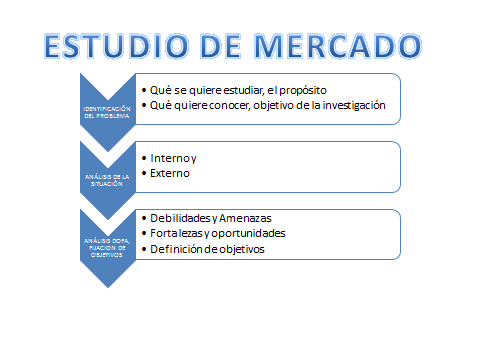 ESTUDIO DE MERCADO
IDENTIFICACIÓN
DEL PROBLEMA
• Qué se quiere estudiar, el propósito
• Qué quiere conocer, objetivo de la investigación
ANÁLISIS DE LA
SITUACIÓN
• Interno y
• Externo
ANÁLISIS DOFA,
FIJACION DE
OBJETIVOS
• Debilidades y Amenazas
• Fortalezas y oportunidades
• Definición de objetivos